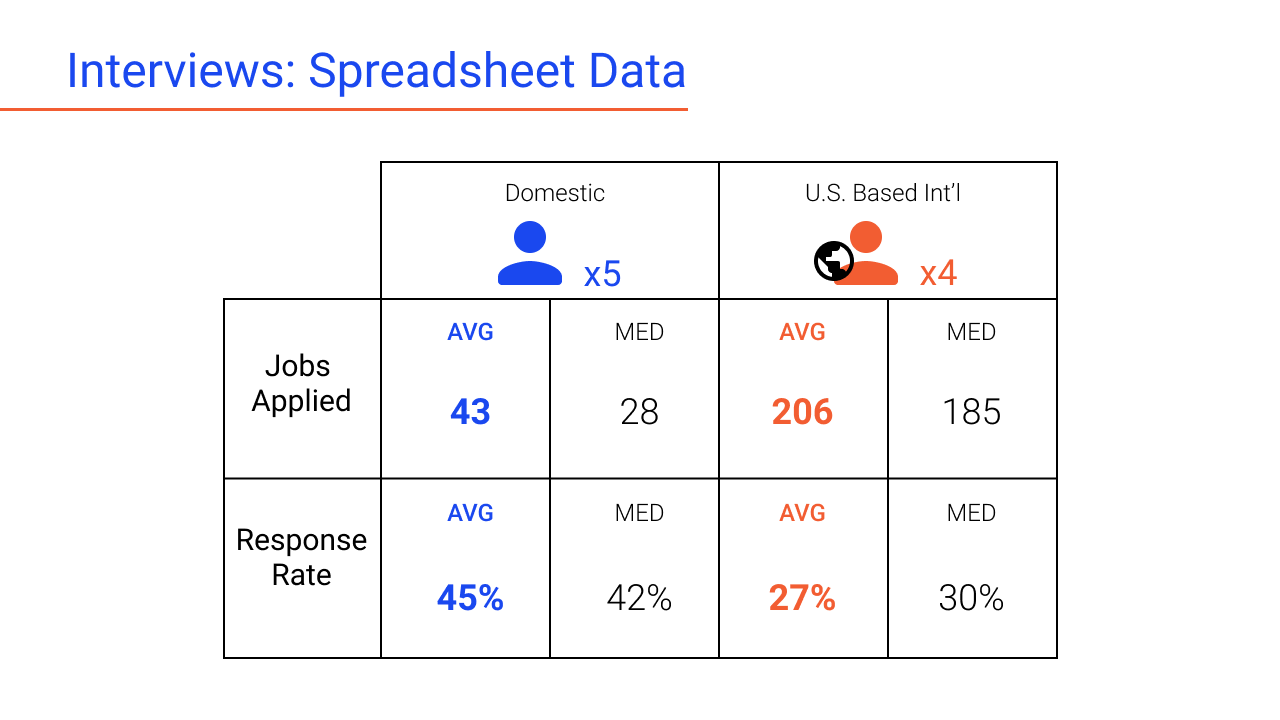 Interviews: Spreadsheet Data
Domestic
U.S. Based Int’l
x5
x4
Jobs
Applied
AVG
MED
AVG
MED
43
28
206
185
Response
Rate
AVG
MED
AVG
MED
45%
42%
27%
30%